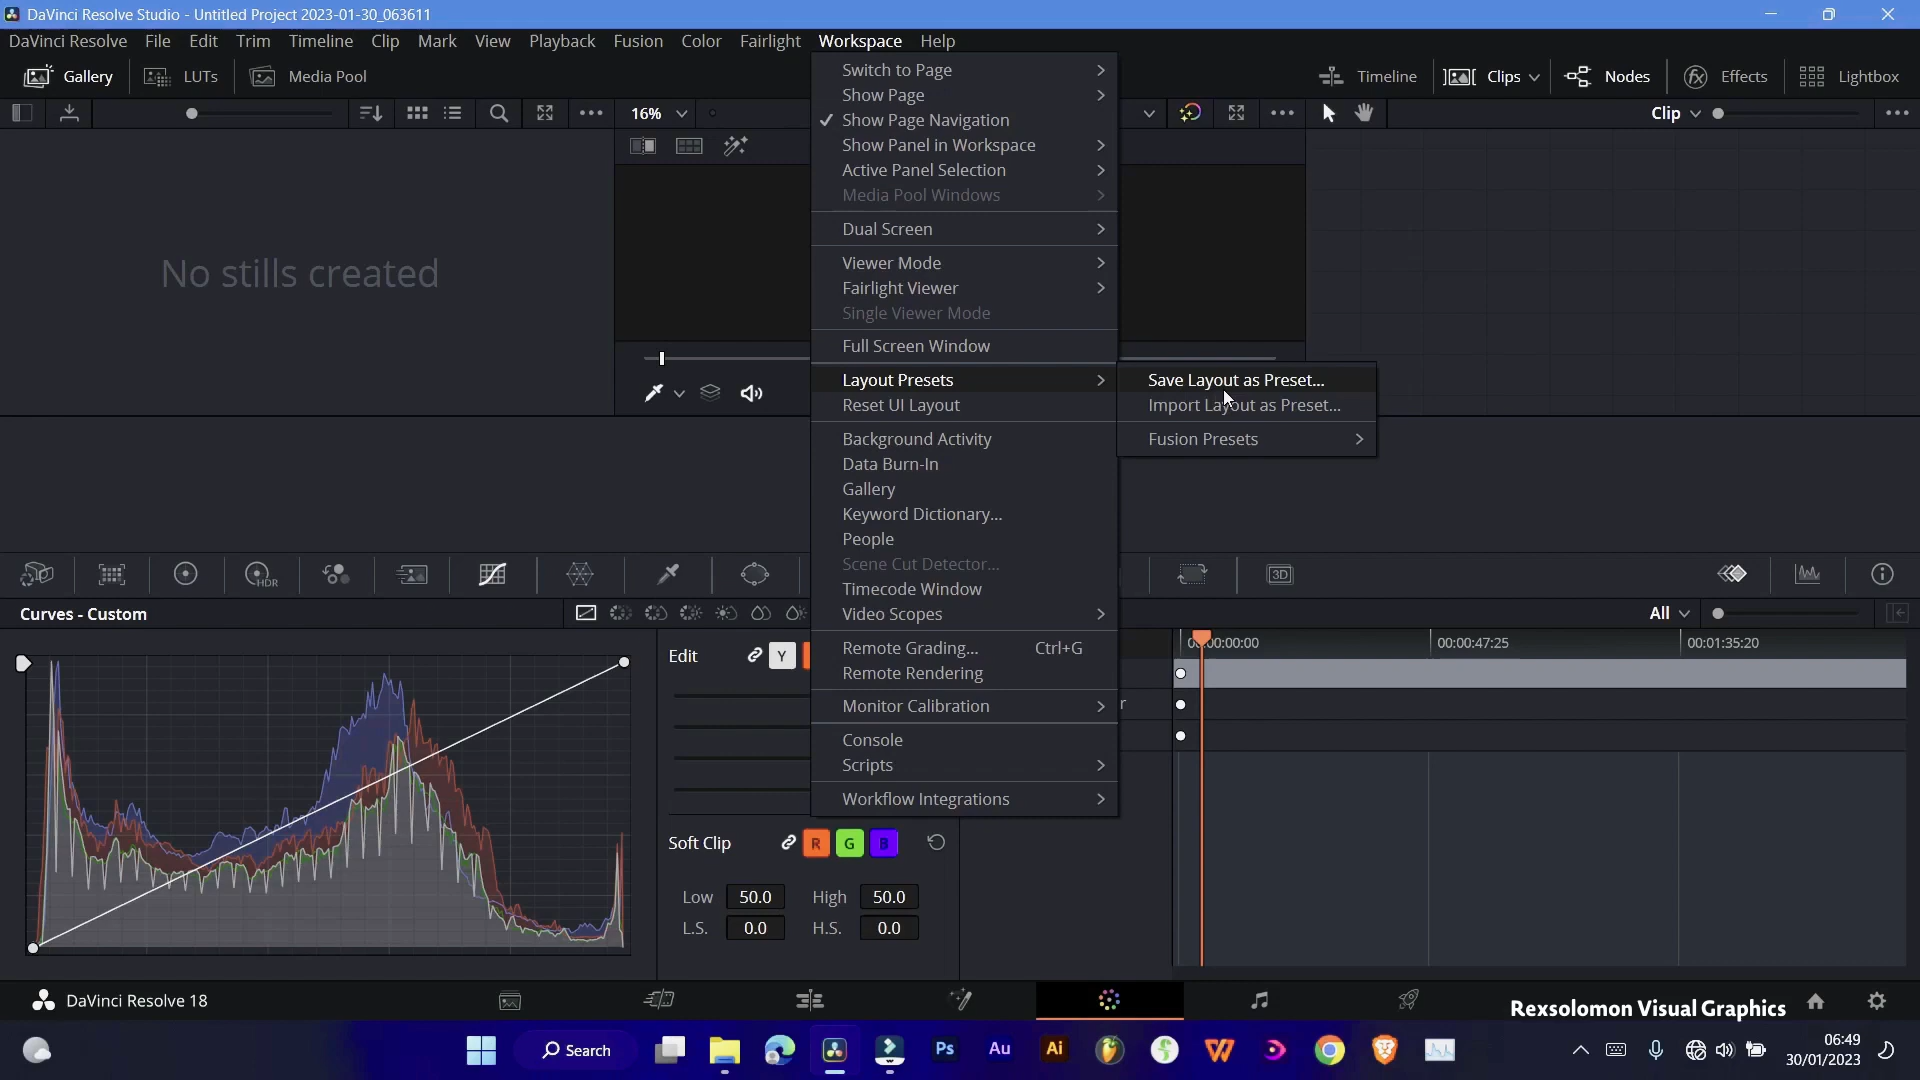 DaVinci Resolve Studio - Untitled Project 2023-01-30_063611
DaVinci Resolve File Edit Trim Timeline Clip Mark View Playback Fusion Color Fairlight Workspace Help
Gallery LUTs Media Pool Timeline Clips Nodes Effects Lightbox
16% Clip
No stills created
Switch to Page
Show Page
Show Page Navigation
Show Panel in Workspace
Active Panel Selection
Media Pool Windows
Dual Screen
Viewer Mode
Fairlight Viewer
Single Viewer Mode
Full Screen Window
Layout Presets
Reset UI Layout
Background Activity
Data Burn-In
Gallery
Keyword Dictionary...
People
Scene Cut Detector...
Timecode Window
Video Scopes
Remote Grading... Ctrl+G
Remote Rendering
Monitor Calibration
Console
Scripts
Workflow Integrations
Save Layout as Preset...
Import Layout as Preset...
Fusion Presets
HDR 3D
Curves - Custom All
Edit Y
00:00:47:25 00:01:35:20
r
Soft Clip R G B
Low 50.0 High 50.0
L.S. 0.0 H.S. 0.0
DaVinci Resolve 18
Rexsolomon Visual Graphics
Search Ps Au Ai
06:49
30/01/2023